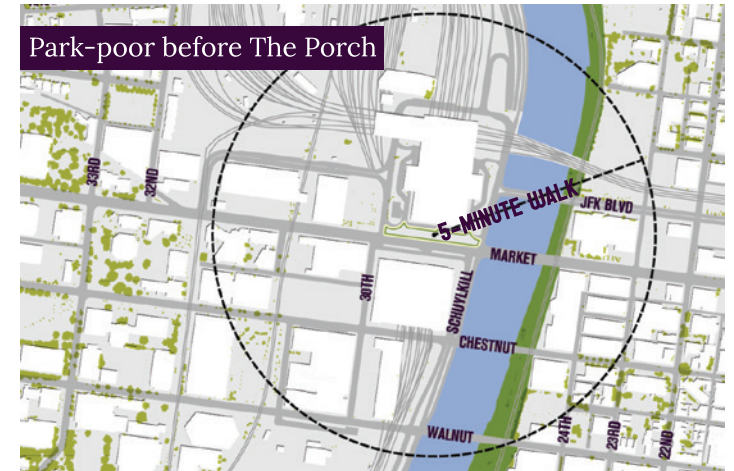 Park-poor before The Porch
33RD
32ND
5-MINUTE WALK
JFK BLVD
MARKET
30TH
SCHUYLKILL
CHESTNUT
WALNUT
24TH
23RD
22ND